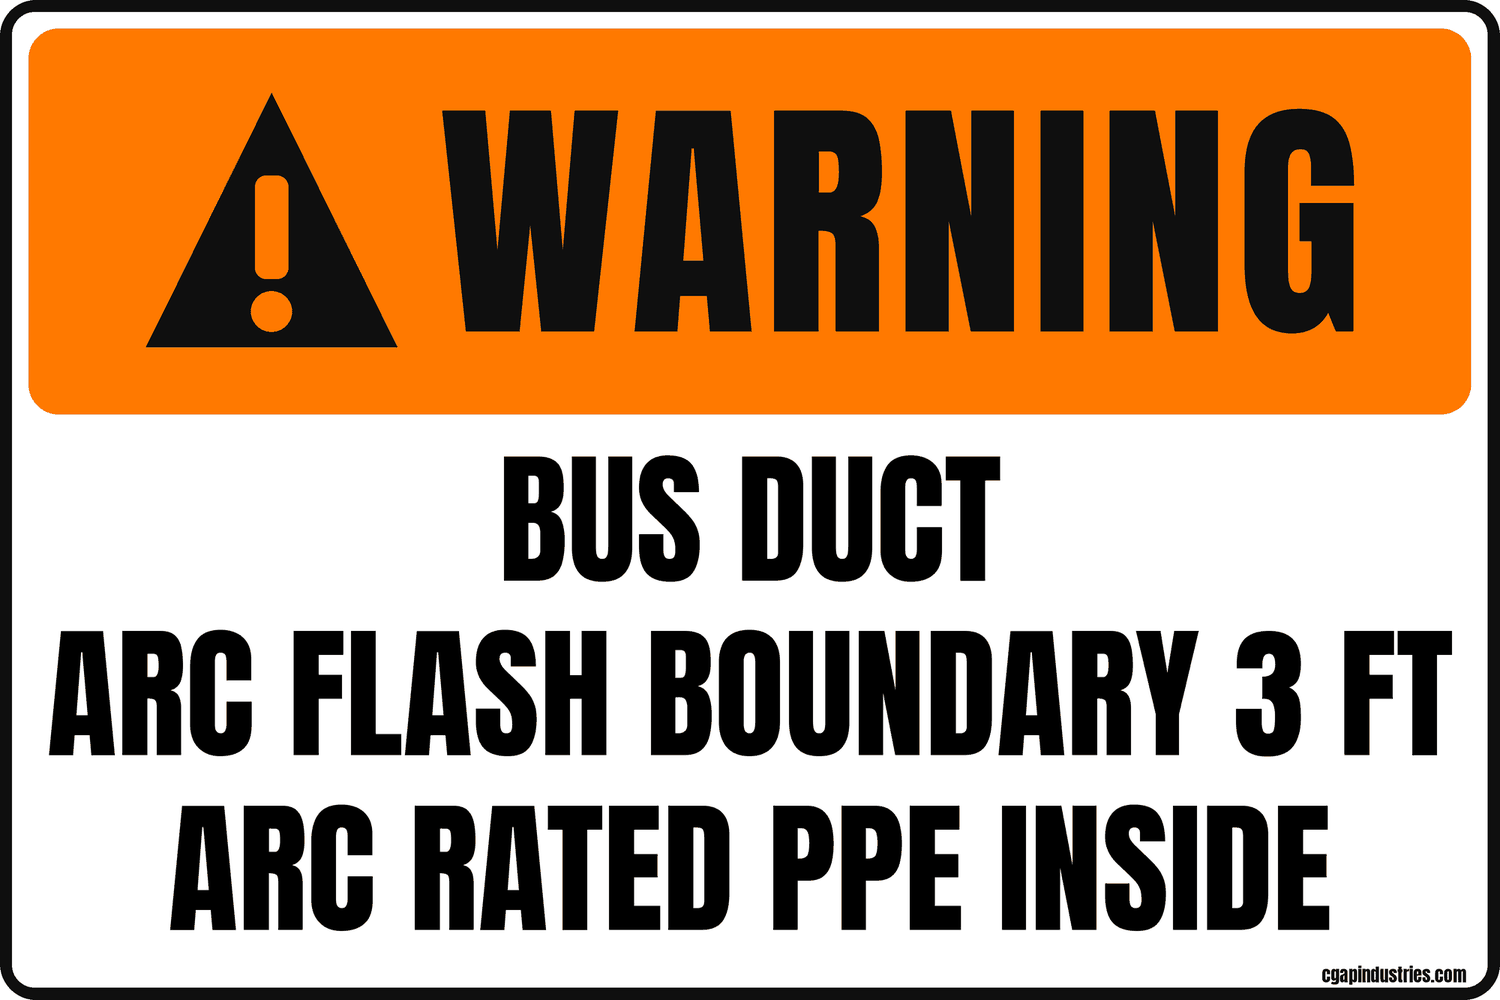 WARNING
BUS DUCT
ARC FLASH BOUNDARY 3 FT
ARC RATED PPE INSIDE
cgapindustries.com